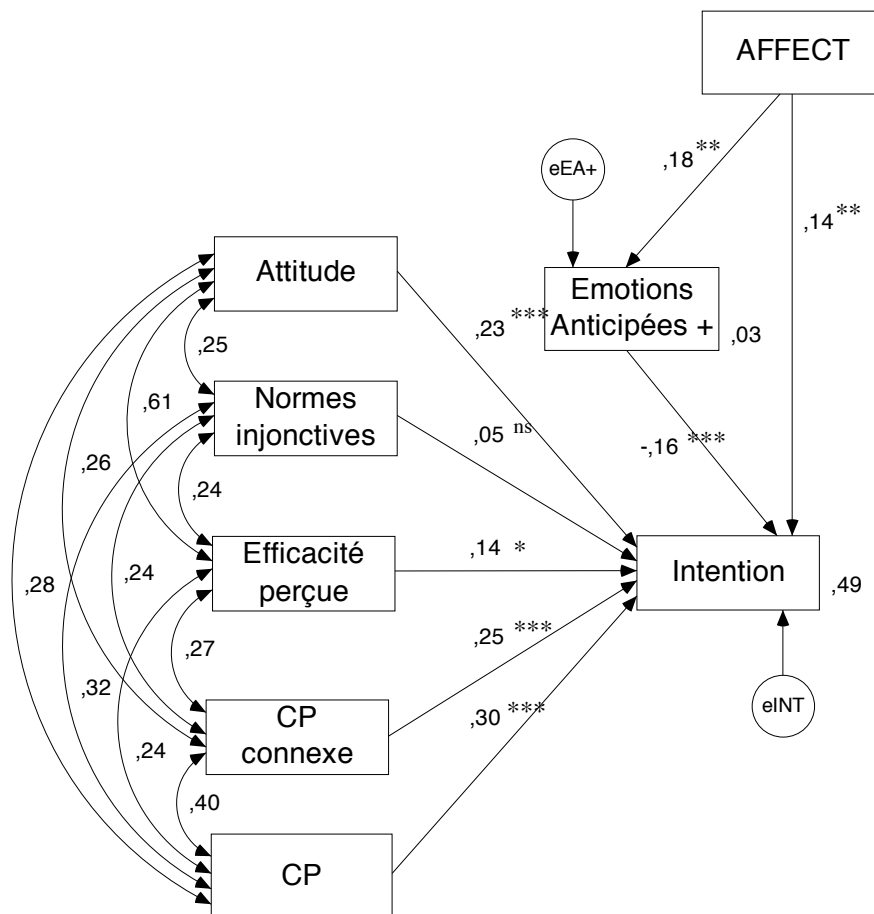 AFFECT
,18 **
eEA+
,14 **
Attitude
Emotions
Anticipées +
,23 ***
,03
,25
Normes
injonctives
,61
,05 ns
-,16 ***
,26
,24
Efficacité
perçue
,14 *
Intention
,49
,28
,24
,25 ***
,27
,32
CP
connexe
,30 ***
eINT
,24
,40
CP